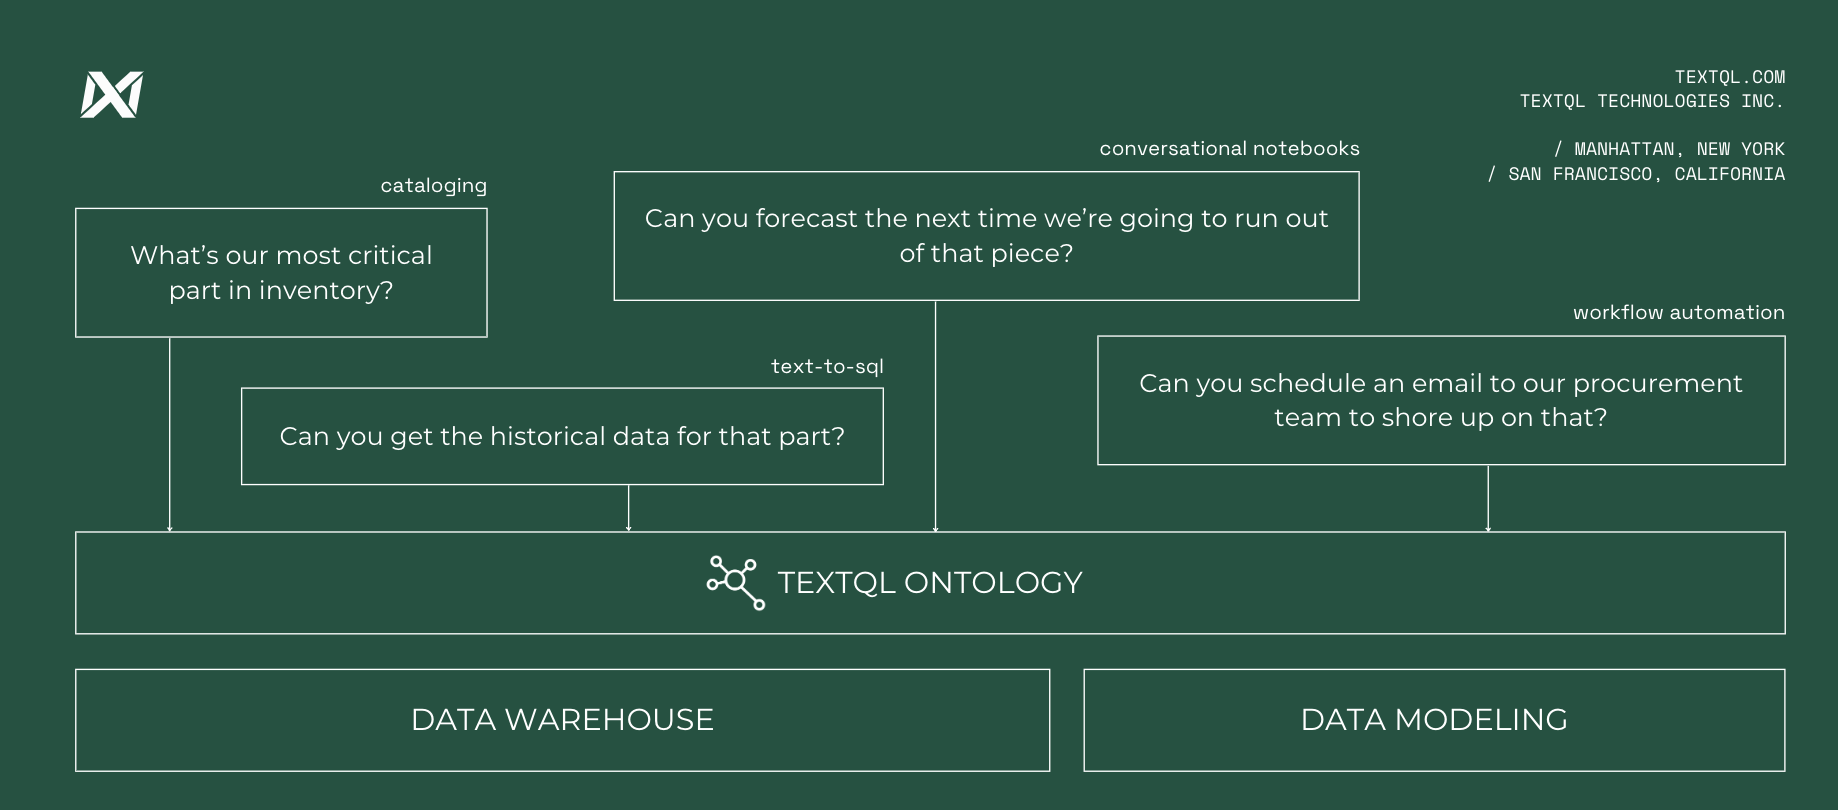 TEXTQL.COM
TEXTQL TECHNOLOGIES INC.
/ MANHATTAN, NEW YORK
/ SAN FRANCISCO, CALIFORNIA
cataloging
What’s our most critical
part in inventory?
conversational notebooks
Can you forecast the next time we’re going to run out
of that piece?
text-to-sql
Can you get the historical data for that part?
workflow automation
Can you schedule an email to our procurement
team to shore up on that?
TEXTQL ONTOLOGY
DATA WAREHOUSE
DATA MODELING